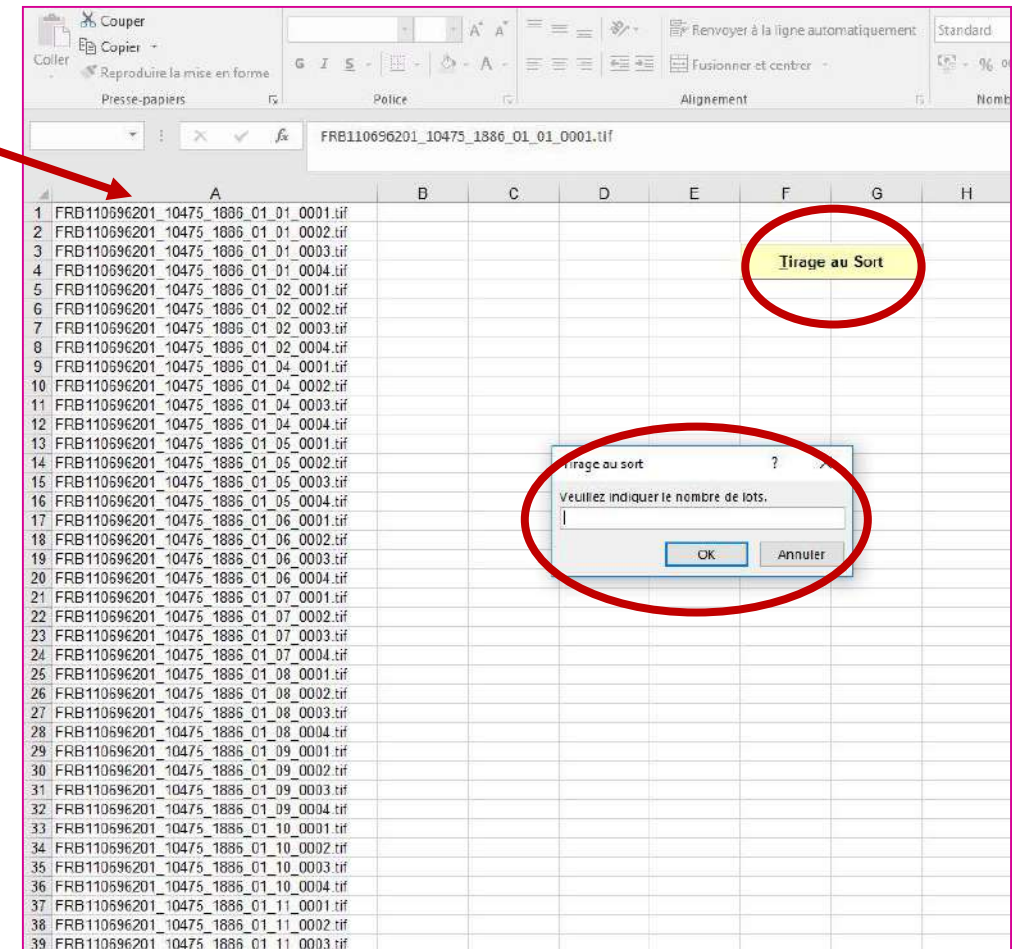 Couper
Copier
Coller
Reproduire la mise en forme
Presse-papiers
G I S
A A
A
Police
Renvoyer à la ligne automatiquement
Fusionner et centrer
Alignement
Standard
%
Nomb
fx FRB110696201_10475_1886_01_01_0001.tif
A B C D E F G H
1 FRB110696201_10475_1886_01_01_0001.tif
2 FRB110696201_10475_1886_01_01_0002.tif
3 FRB110696201_10475_1886_01_01_0003.tif
4 FRB110696201_10475_1886_01_01_0004.tif
5 FRB110696201_10475_1886_01_02_0001.tif
6 FRB110696201_10475_1886_01_02_0002.tif
7 FRB110696201_10475_1886_01_02_0003.tif
8 FRB110696201_10475_1886_01_02_0004.tif
9 FRB110696201_10475_1886_01_04_0001.tif
10 FRB110696201_10475_1886_01_04_0002.tif
11 FRB110696201_10475_1886_01_04_0003.tif
12 FRB110696201_10475_1886_01_04_0004.tif
13 FRB110696201_10475_1886_01_05_0001.tif
14 FRB110696201_10475_1886_01_05_0002.tif
15 FRB110696201_10475_1886_01_05_0003.tif
16 FRB110696201_10475_1886_01_05_0004.tif
17 FRB110696201_10475_1886_01_06_0001.tif
18 FRB110696201_10475_1886_01_06_0002.tif
19 FRB110696201_10475_1886_01_06_0003.tif
20 FRB110696201_10475_1886_01_06_0004.tif
21 FRB110696201_10475_1886_01_07_0001.tif
22 FRB110696201_10475_1886_01_07_0002.tif
23 FRB110696201_10475_1886_01_07_0003.tif
24 FRB110696201_10475_1886_01_07_0004.tif
25 FRB110696201_10475_1886_01_08_0001.tif
26 FRB110696201_10475_1886_01_08_0002.tif
27 FRB110696201_10475_1886_01_08_0003.tif
28 FRB110696201_10475_1886_01_08_0004.tif
29 FRB110696201_10475_1886_01_09_0001.tif
30 FRB110696201_10475_1886_01_09_0002.tif
31 FRB110696201_10475_1886_01_09_0003.tif
32 FRB110696201_10475_1886_01_09_0004.tif
33 FRB110696201_10475_1886_01_10_0001.tif
34 FRB110696201_10475_1886_01_10_0002.tif
35 FRB110696201_10475_1886_01_10_0003.tif
36 FRB110696201_10475_1886_01_10_0004.tif
37 FRB110696201_10475_1886_01_11_0001.tif
38 FRB110696201_10475_1886_01_11_0002.tif
39 FRB110696201_10475_1886_01_11_0003.tif
Tirage au Sort
Tirage au sort ?
Veuillez indiquer le nombre de lots.
OK Annuler